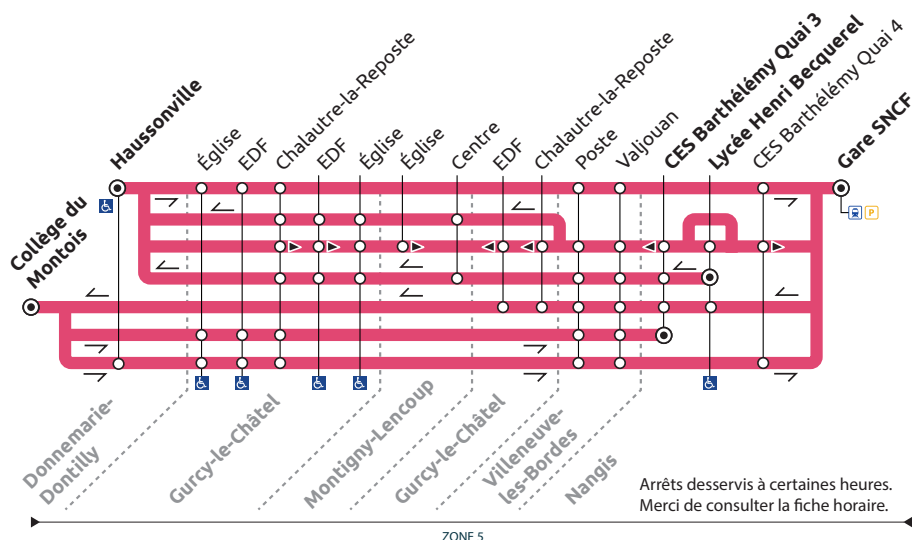 Collège du
Montois
Haussonville
Église
EDF
Chalautre-la-Reposte
EDF
Église
Église
Centre
EDF
Chalautre-la-Reposte
Poste
Valjouan
CES Barthélémy Quai 3
Lycée Henri Becquerel
CES Barthélémy Quai 4
Gare SNCF
P
Donnemarie-
Dontilly
Gurcy-le-Châtel
Montigny-Lencoup
Gurcy-le-Châtel
Villeneuve-
les-Bordes
Nangis
Arrêts desservis à certaines heures.
Merci de consulter la fiche horaire.
ZONE 5